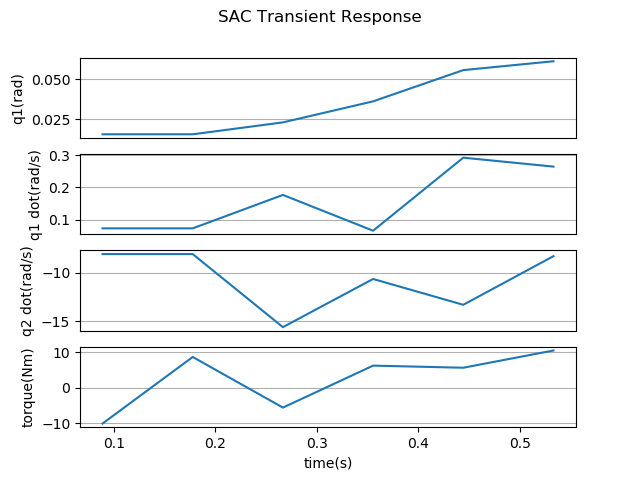 SAC Transient Response
q1(rad)
0.050
0.025
q1 dot(rad/s)
0.3
0.2
0.1
q2 dot(rad/s)
−10
−15
torque(Nm)
10
0
−10
0.1 0.2 0.3 0.4 0.5
time(s)